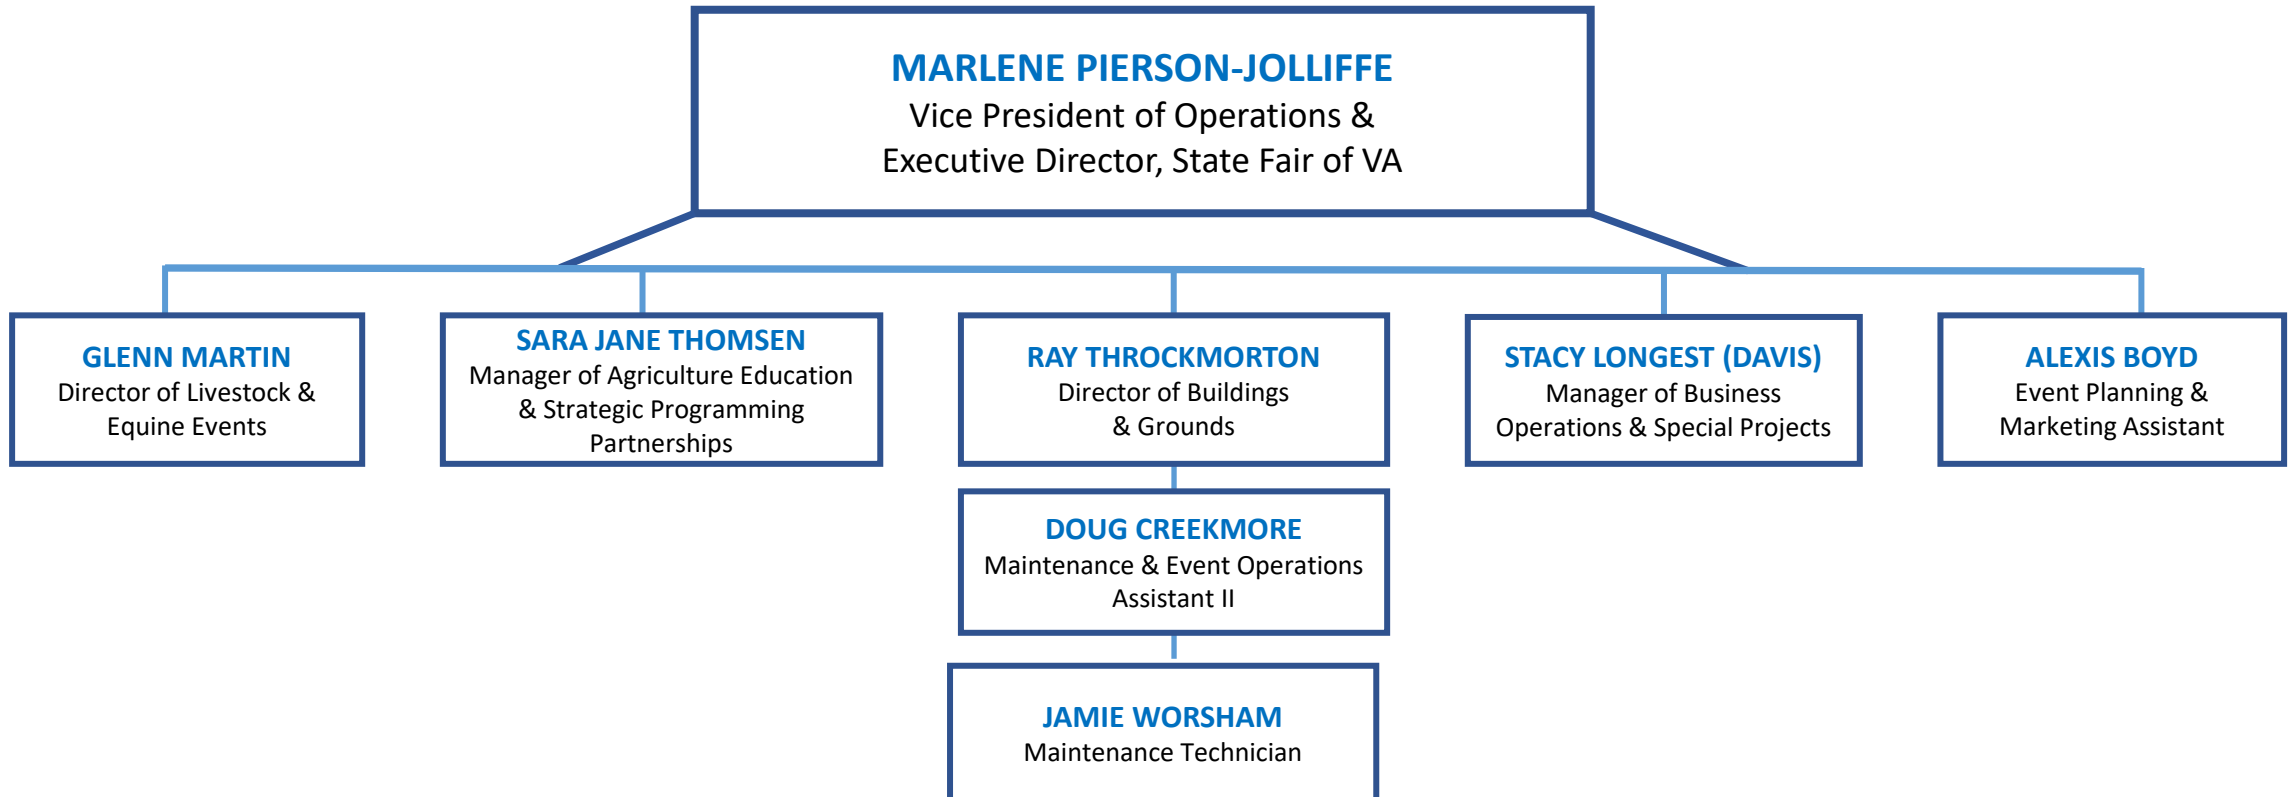 MARLENE PIERSON-JOLLIFFE
Vice President of Operations &
Executive Director, State Fair of VA
GLENN MARTIN
Director of Livestock &
Equine Events
SARA JANE THOMSEN
Manager of Agriculture Education
& Strategic Programming
Partnerships
RAY THROCKMORTON
Director of Buildings
& Grounds
STACY LONGEST (DAVIS)
Manager of Business
Operations & Special Projects
ALEXIS BOYD
Event Planning &
Marketing Assistant
DOUG CREEKMORE
Maintenance & Event Operations
Assistant II
JAMIE WORSHAM
Maintenance Technician